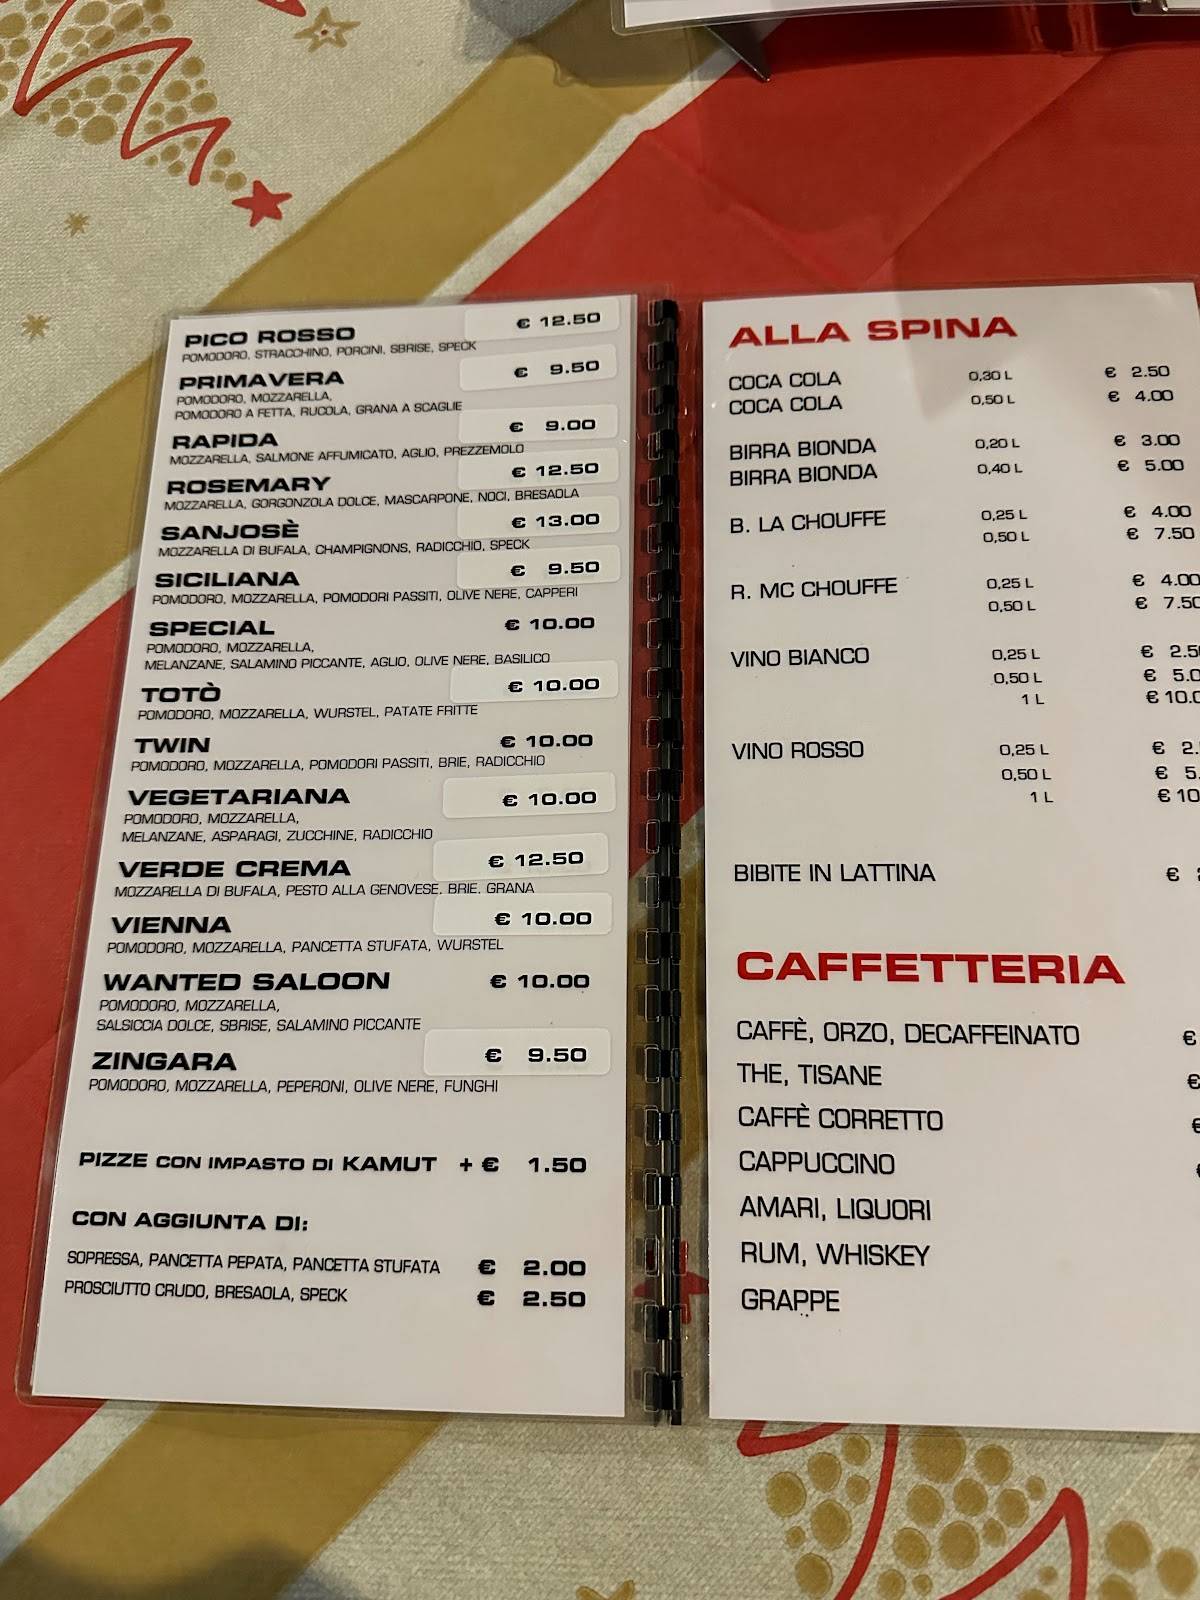 PICO ROSSO € 12.50
POMODORO, STRACCHINO, PORCINI, SBRISE, SPECK
PRIMAVERA € 9.50
POMODORO, MOZZARELLA,
POMODORO A FETTA, RUCOLA, GRANA A SCAGLIE
RAPIDA € 9.00
MOZZARELLA, SALMONE AFFUMICATO, AGLIO, PREZZEMOLO
ROSEMARY € 12.50
MOZZARELLA, GORGONZOLA DOLCE, MASCARPONE, NOCI, BRESAOLA
SANJOSÈ € 13.00
MOZZARELLA DI BUFALA, CHAMPIGNONS, RADICCHIO, SPECK
SICILIANA € 9.50
POMODORO, MOZZARELLA, POMODORI PASSITI, OLIVE NERE, CAPPERI
SPECIAL € 10.00
POMODORO, MOZZARELLA,
MELANZANE, SALAMINO PICCANTE, AGLIO, OLIVE NERE, BASILICO
TOTÒ € 10.00
POMODORO, MOZZARELLA, WURSTEL, PATATE FRITTE
TWIN € 10.00
POMODORO, MOZZARELLA, POMODORI PASSITI, BRIE, RADICCHIO
VEGETARIANA € 10.00
POMODORO, MOZZARELLA,
MELANZANE, ASPARAGI, ZUCCHINE, RADICCHIO
VERDE CREMA € 12.50
MOZZARELLA DI BUFALA, PESTO ALLA GENOVESE, BRIE, GRANA
VIENNA € 10.00
POMODORO, MOZZARELLA, PANCETTA STUFATA, WURSTEL
WANTED SALOON € 10.00
POMODORO, MOZZARELLA,
SALSICCIA DOLCE, SBRISE, SALAMINO PICCANTE
ZINGARA € 9.50
POMODORO, MOZZARELLA, PEPERONI, OLIVE NERE, FUNGHI
PIZZE CON IMPASTO DI KAMUT + € 1.50
CON AGGIUNTA DI:
SOPRESSA, PANCETTA PEPATA, PANCETTA STUFATA € 2.00
PROSCIUTTO CRUDO, BRESAOLA, SPECK € 2.50
ALLA SPINA
COCA COLA 0,30 L € 2.50
COCA COLA 0,50 L € 4.00
BIRRA BIONDA 0,20 L € 3.00
BIRRA BIONDA 0,40 L € 5.00
B. LA CHOUFFE 0,25 L € 4.00
0,50 L € 7.50
R. MC CHOUFFE 0,25 L € 4.00
0,50 L € 7.50
VINO BIANCO 0,25 L € 2.5
0,50 L € 5.0
1 L € 10.0
VINO ROSSO 0,25 L € 2.
0,50 L € 5.
1 L € 10
BIBITE IN LATTINA €
CAFFETTERIA
CAFFÈ, ORZO, DECAFFEINATO €
THE, TISANE €
CAFFÈ CORRETTO €
CAPPUCCINO
AMARI, LIQUORI
RUM, WHISKEY
GRAPPE